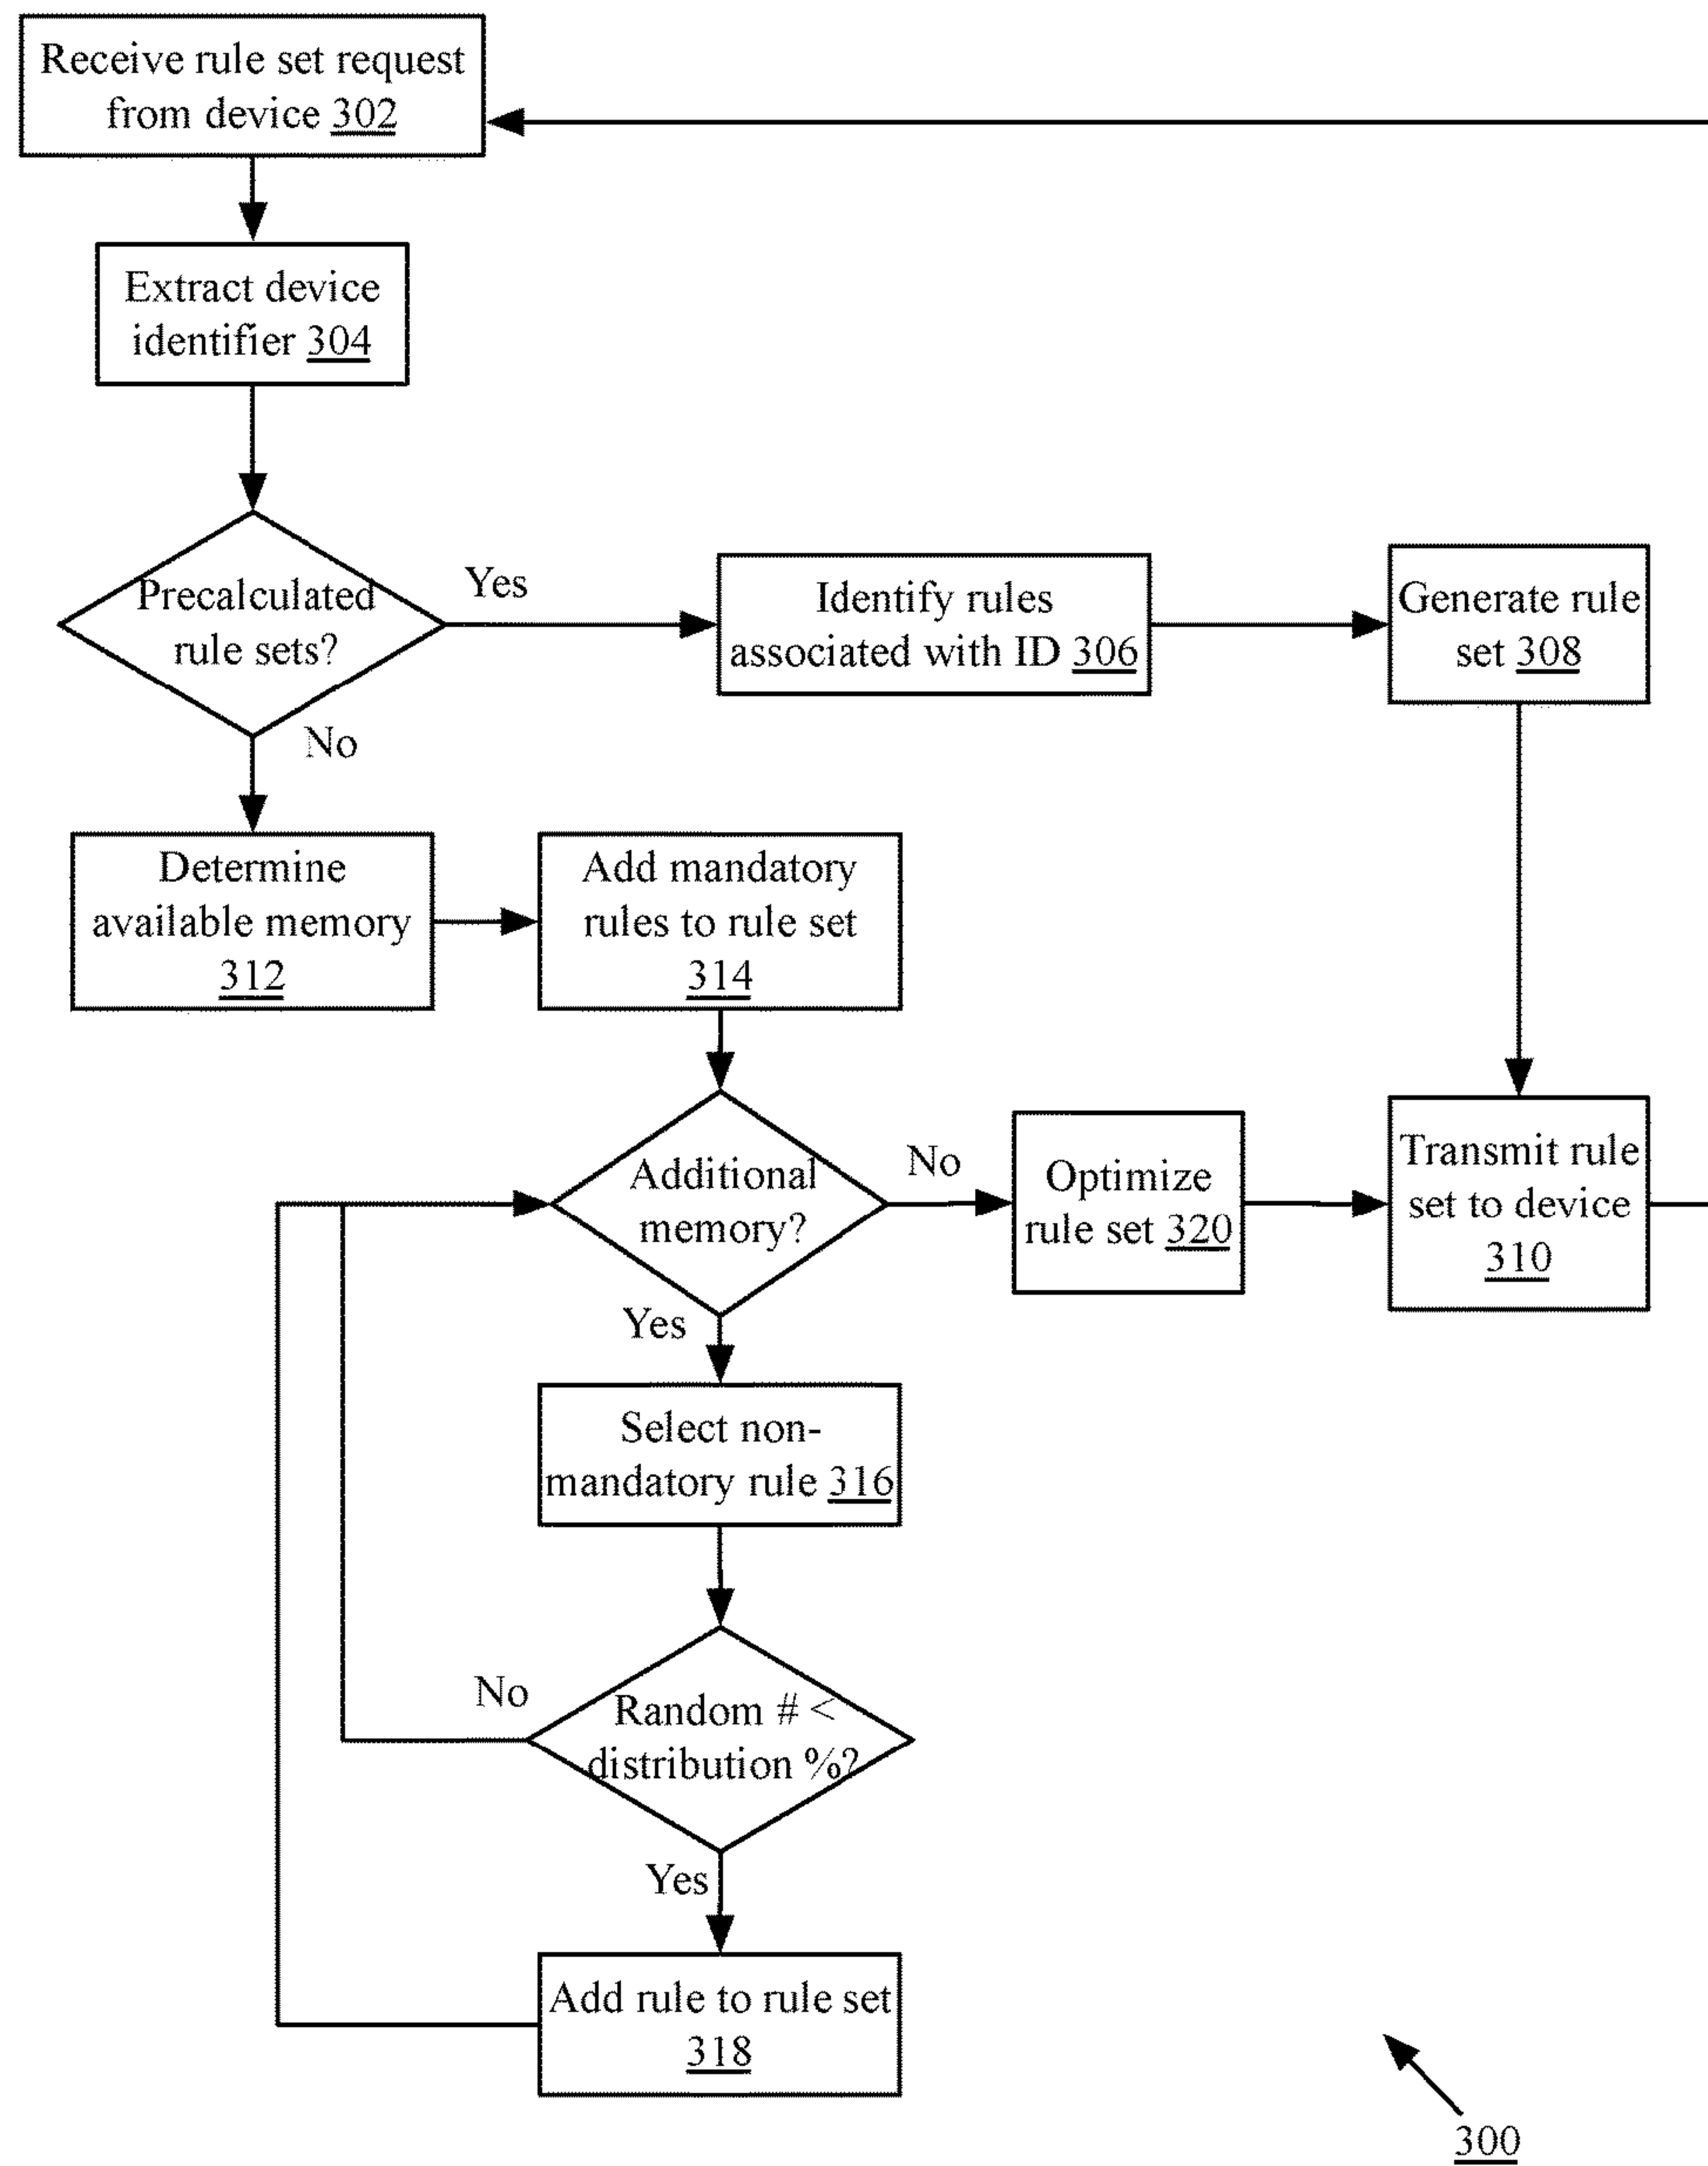 Receive rule set request
from device 302
Extract device
identifier 304
Precalculated
rule sets?
Yes
Identify rules
associated with ID 306
Generate rule
set 308
No
Determine
available memory
312
Add mandatory
rules to rule set
314
Additional
memory?
No
Optimize
rule set 320
Transmit rule
set to device
310
Yes
Select non-
mandatory rule 316
No
Random # <
distribution %?
Yes
Add rule to rule set
318
300